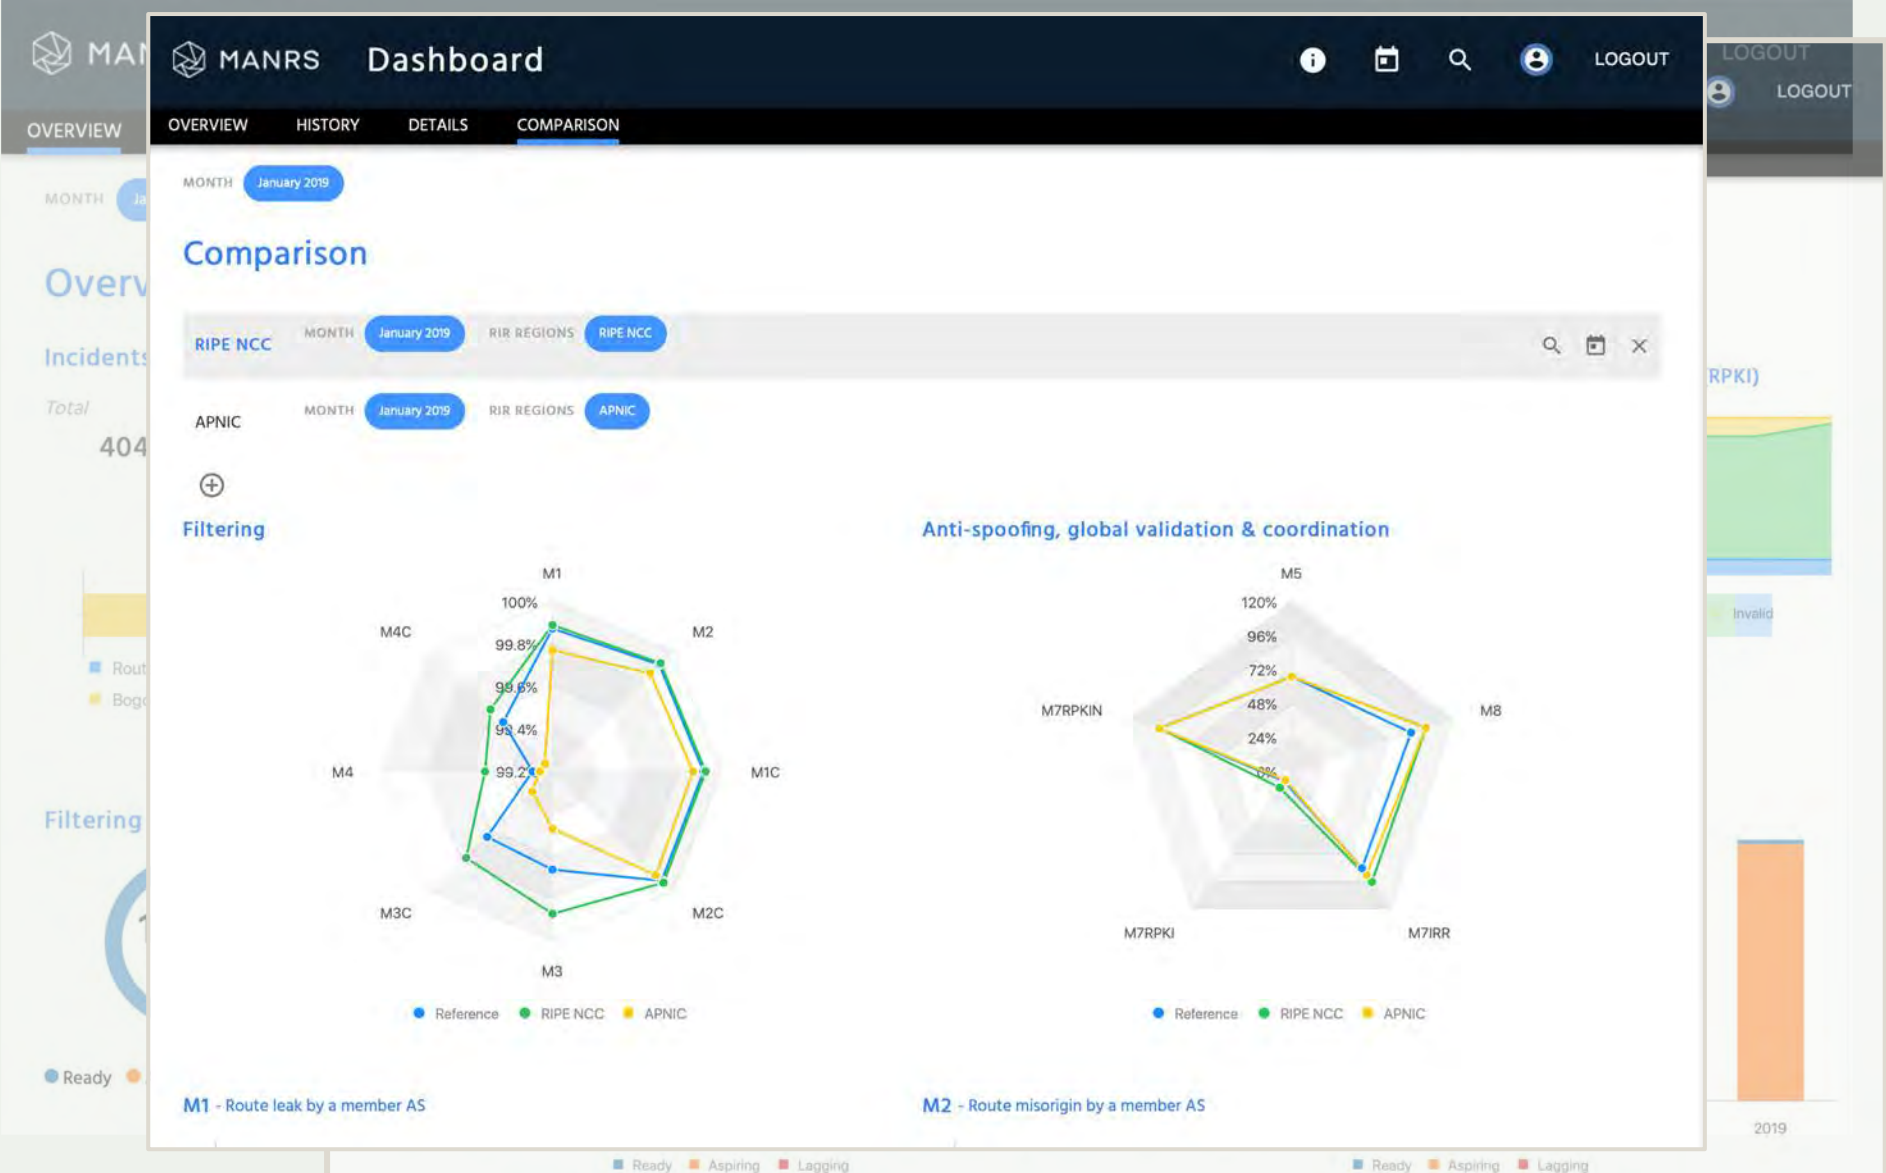 MANRS Dashboard LOGOUT
OVERVIEW HISTORY DETAILS COMPARISON
MONTH January 2019
Comparison
RIPE NCC MONTH January 2019 RIR REGIONS RIPE NCC
APNIC MONTH January 2019 RIR REGIONS APNIC
Filtering
M1
100%
99.8%
99.6%
99.4%
99.2%
M2
M1C
M2C
M3
M3C
M4
M4C
Reference RIPE NCC APNIC
Anti-spoofing, global validation & coordination
M5
120%
96%
72%
48%
24%
0%
M8
M7IRR
M7RPKI
M7RPKIN
Reference RIPE NCC APNIC
M1 - Route leak by a member AS
M2 - Route misorigin by a member AS
LOGOUT
LOGOUT
OVERVIEW
MONTH
Incidents
Total
404
Filtering
Ready
RPKI)
Invalid
2019
Ready Aspiring Lagging
Ready Aspiring Lagging